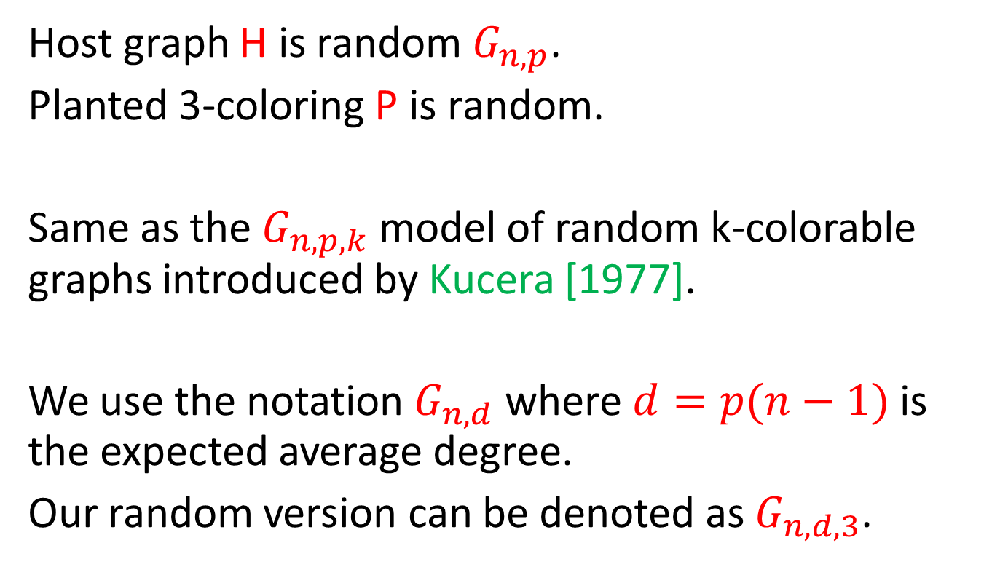 Host graph H is random $G_{n,p}$.
Planted 3-coloring P is random.
Same as the $G_{n,p,k}$ model of random k-colorable
graphs introduced by Kucera [1977].
We use the notation $G_{n,d}$ where $d = p(n - 1)$ is
the expected average degree.
Our random version can be denoted as $G_{n,d,3}$.